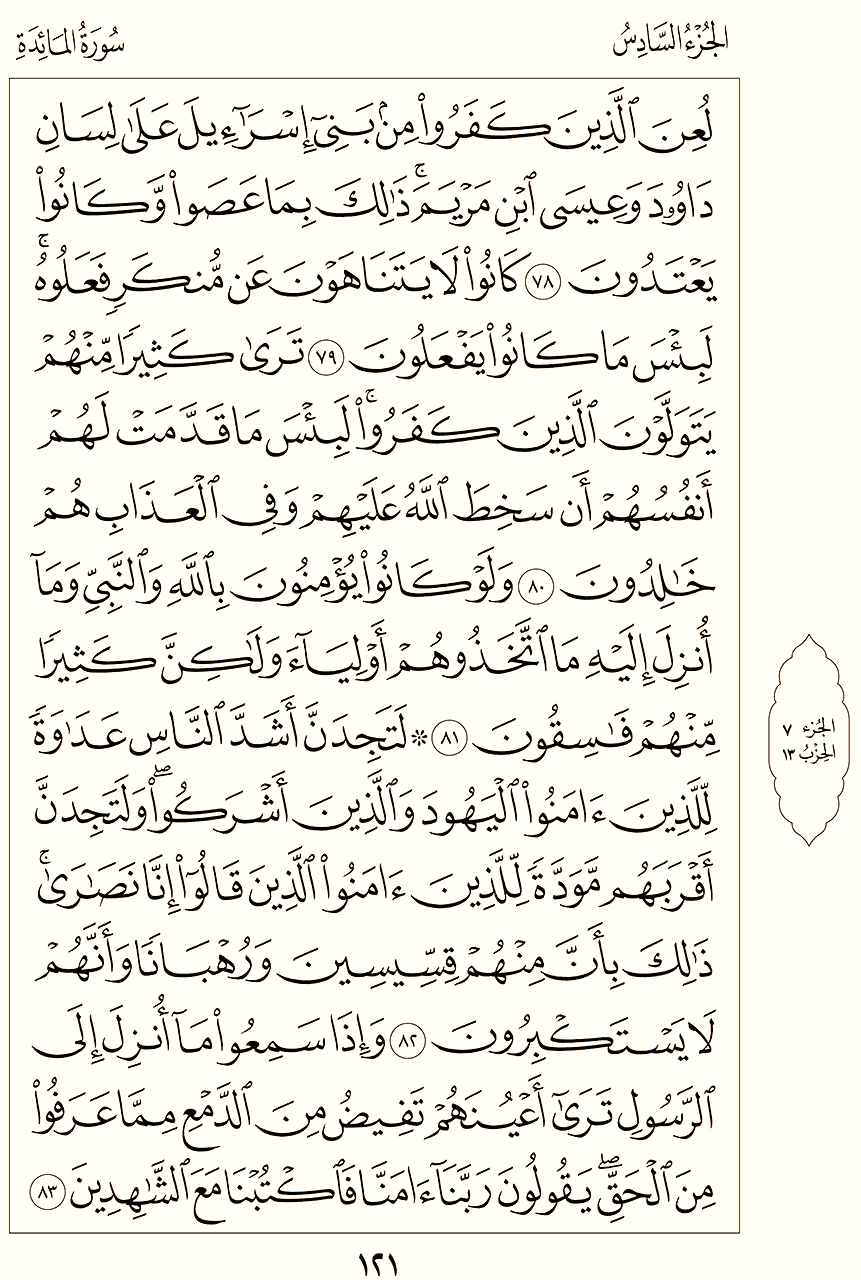 الجُزْءُ السَّادِسُ
سُورَةُ المَائِدَةِ
لُعِنَ ٱلَّذِينَ كَفَرُوا۟ مِنۢ بَنِىٓ إِسْرَٰٓءِيلَ عَلَىٰ لِسَانِ
دَاوُۥدَ وَعِيسَى ٱبْنِ مَرْيَمَ ۚ ذَٰلِكَ بِمَا عَصَوا۟ وَّكَانُوا۟
يَعْتَدُونَ ٧٨ كَانُوا۟ لَا يَتَنَاهَوْنَ عَن مُّنكَرٍ فَعَلُوهُ ۚ
لَبِئْسَ مَا كَانُوا۟ يَفْعَلُونَ ٧٩ تَرَىٰ كَثِيرًا مِّنْهُمْ
يَتَوَلَّوْنَ ٱلَّذِينَ كَفَرُوا۟ ۚ لَبِئْسَ مَا قَدَّمَتْ لَهُمْ
أَنفُسُهُمْ أَن سَخِطَ ٱللَّهُ عَلَيْهِمْ وَفِى ٱلْعَذَابِ هُمْ
خَٰلِدُونَ ٨٠ وَلَوْ كَانُوا۟ يُؤْمِنُونَ بِٱللَّهِ وَٱلنَّبِىِّ وَمَآ
أُنزِلَ إِلَيْهِ مَا ٱتَّخَذُوهُمْ أَوْلِيَآءَ وَلَٰكِنَّ كَثِيرًا
مِّنْهُمْ فَٰسِقُونَ ٨١ ۞ لَتَجِدَنَّ أَشَدَّ ٱلنَّاسِ عَدَٰوَةً
لِّلَّذِينَ ءَامَنُوا۟ ٱلْيَهُودَ وَٱلَّذِينَ أَشْرَكُوا۟ ۖ وَلَتَجِدَنَّ
أَقْرَبَهُم مَّوَدَّةً لِّلَّذِينَ ءَامَنُوا۟ ٱلَّذِينَ قَالُوٓا۟ إِنَّا نَصَٰرَىٰ ۚ
ذَٰلِكَ بِأَنَّ مِنْهُمْ قِسِّيسِينَ وَرُهْبَانًا وَأَنَّهُمْ
لَا يَسْتَكْبِرُونَ ٨٢ وَإِذَا سَمِعُوا۟ مَآ أُنزِلَ إِلَى
ٱلرَّسُولِ تَرَىٰٓ أَعْيُنَهُمْ تَفِيضُ مِنَ ٱلدَّمْعِ مِمَّا عَرَفُوا۟
مِنَ ٱلْحَقِّ ۖ يَقُولُونَ رَبَّنَآ ءَامَنَّا فَٱكْتُبْنَا مَعَ ٱلشَّٰهِدِينَ ٨٣
الجُزء ٧
الحِزْبُ ١٣
١٢١